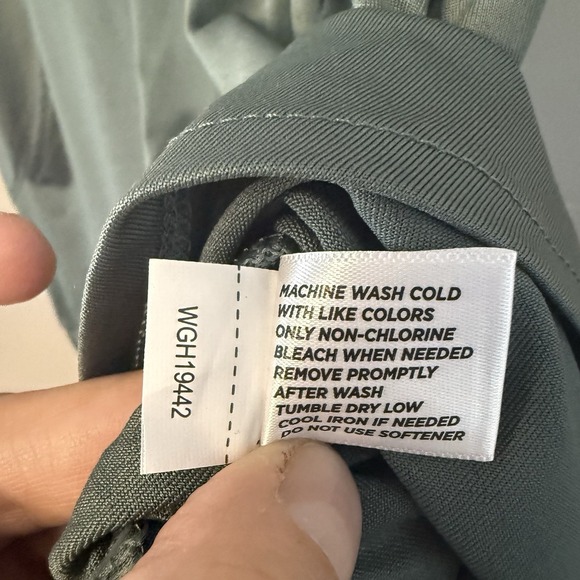 WGH19442
MACHINE WASH COLD
WITH LIKE COLORS
ONLY NON-CHLORINE
BLEACH WHEN NEEDED
REMOVE PROMPTLY
AFTER WASH
TUMBLE DRY LOW
COOL IRON IF NEEDED
DO NOT USE SOFTENER